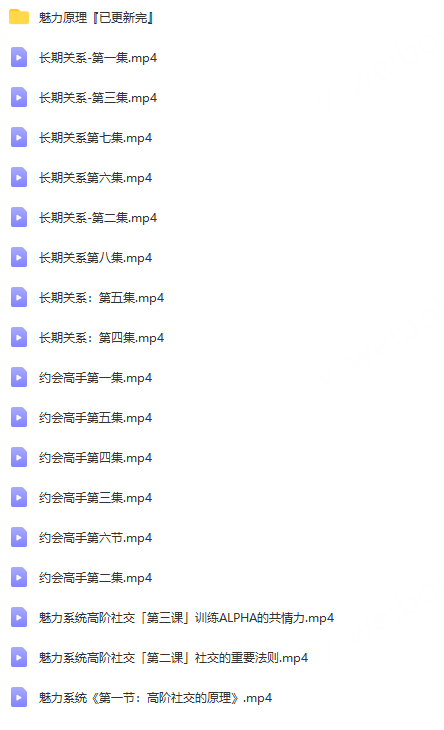 魅力原理『已更新完』
长期关系-第一集.mp4
长期关系-第三集.mp4
长期关系第七集.mp4
长期关系第六集.mp4
长期关系-第二集.mp4
长期关系第八集.mp4
长期关系：第五集.mp4
长期关系：第四集.mp4
约会高手第一集.mp4
约会高手第五集.mp4
约会高手第四集.mp4
约会高手第三集.mp4
约会高手第六节.mp4
约会高手第二集.mp4
魅力系统高阶社交「第三课」训练ALPHA的共情力.mp4
魅力系统高阶社交「第二课」社交的重要法则.mp4
魅力系统《第一节：高阶社交的原理》.mp4